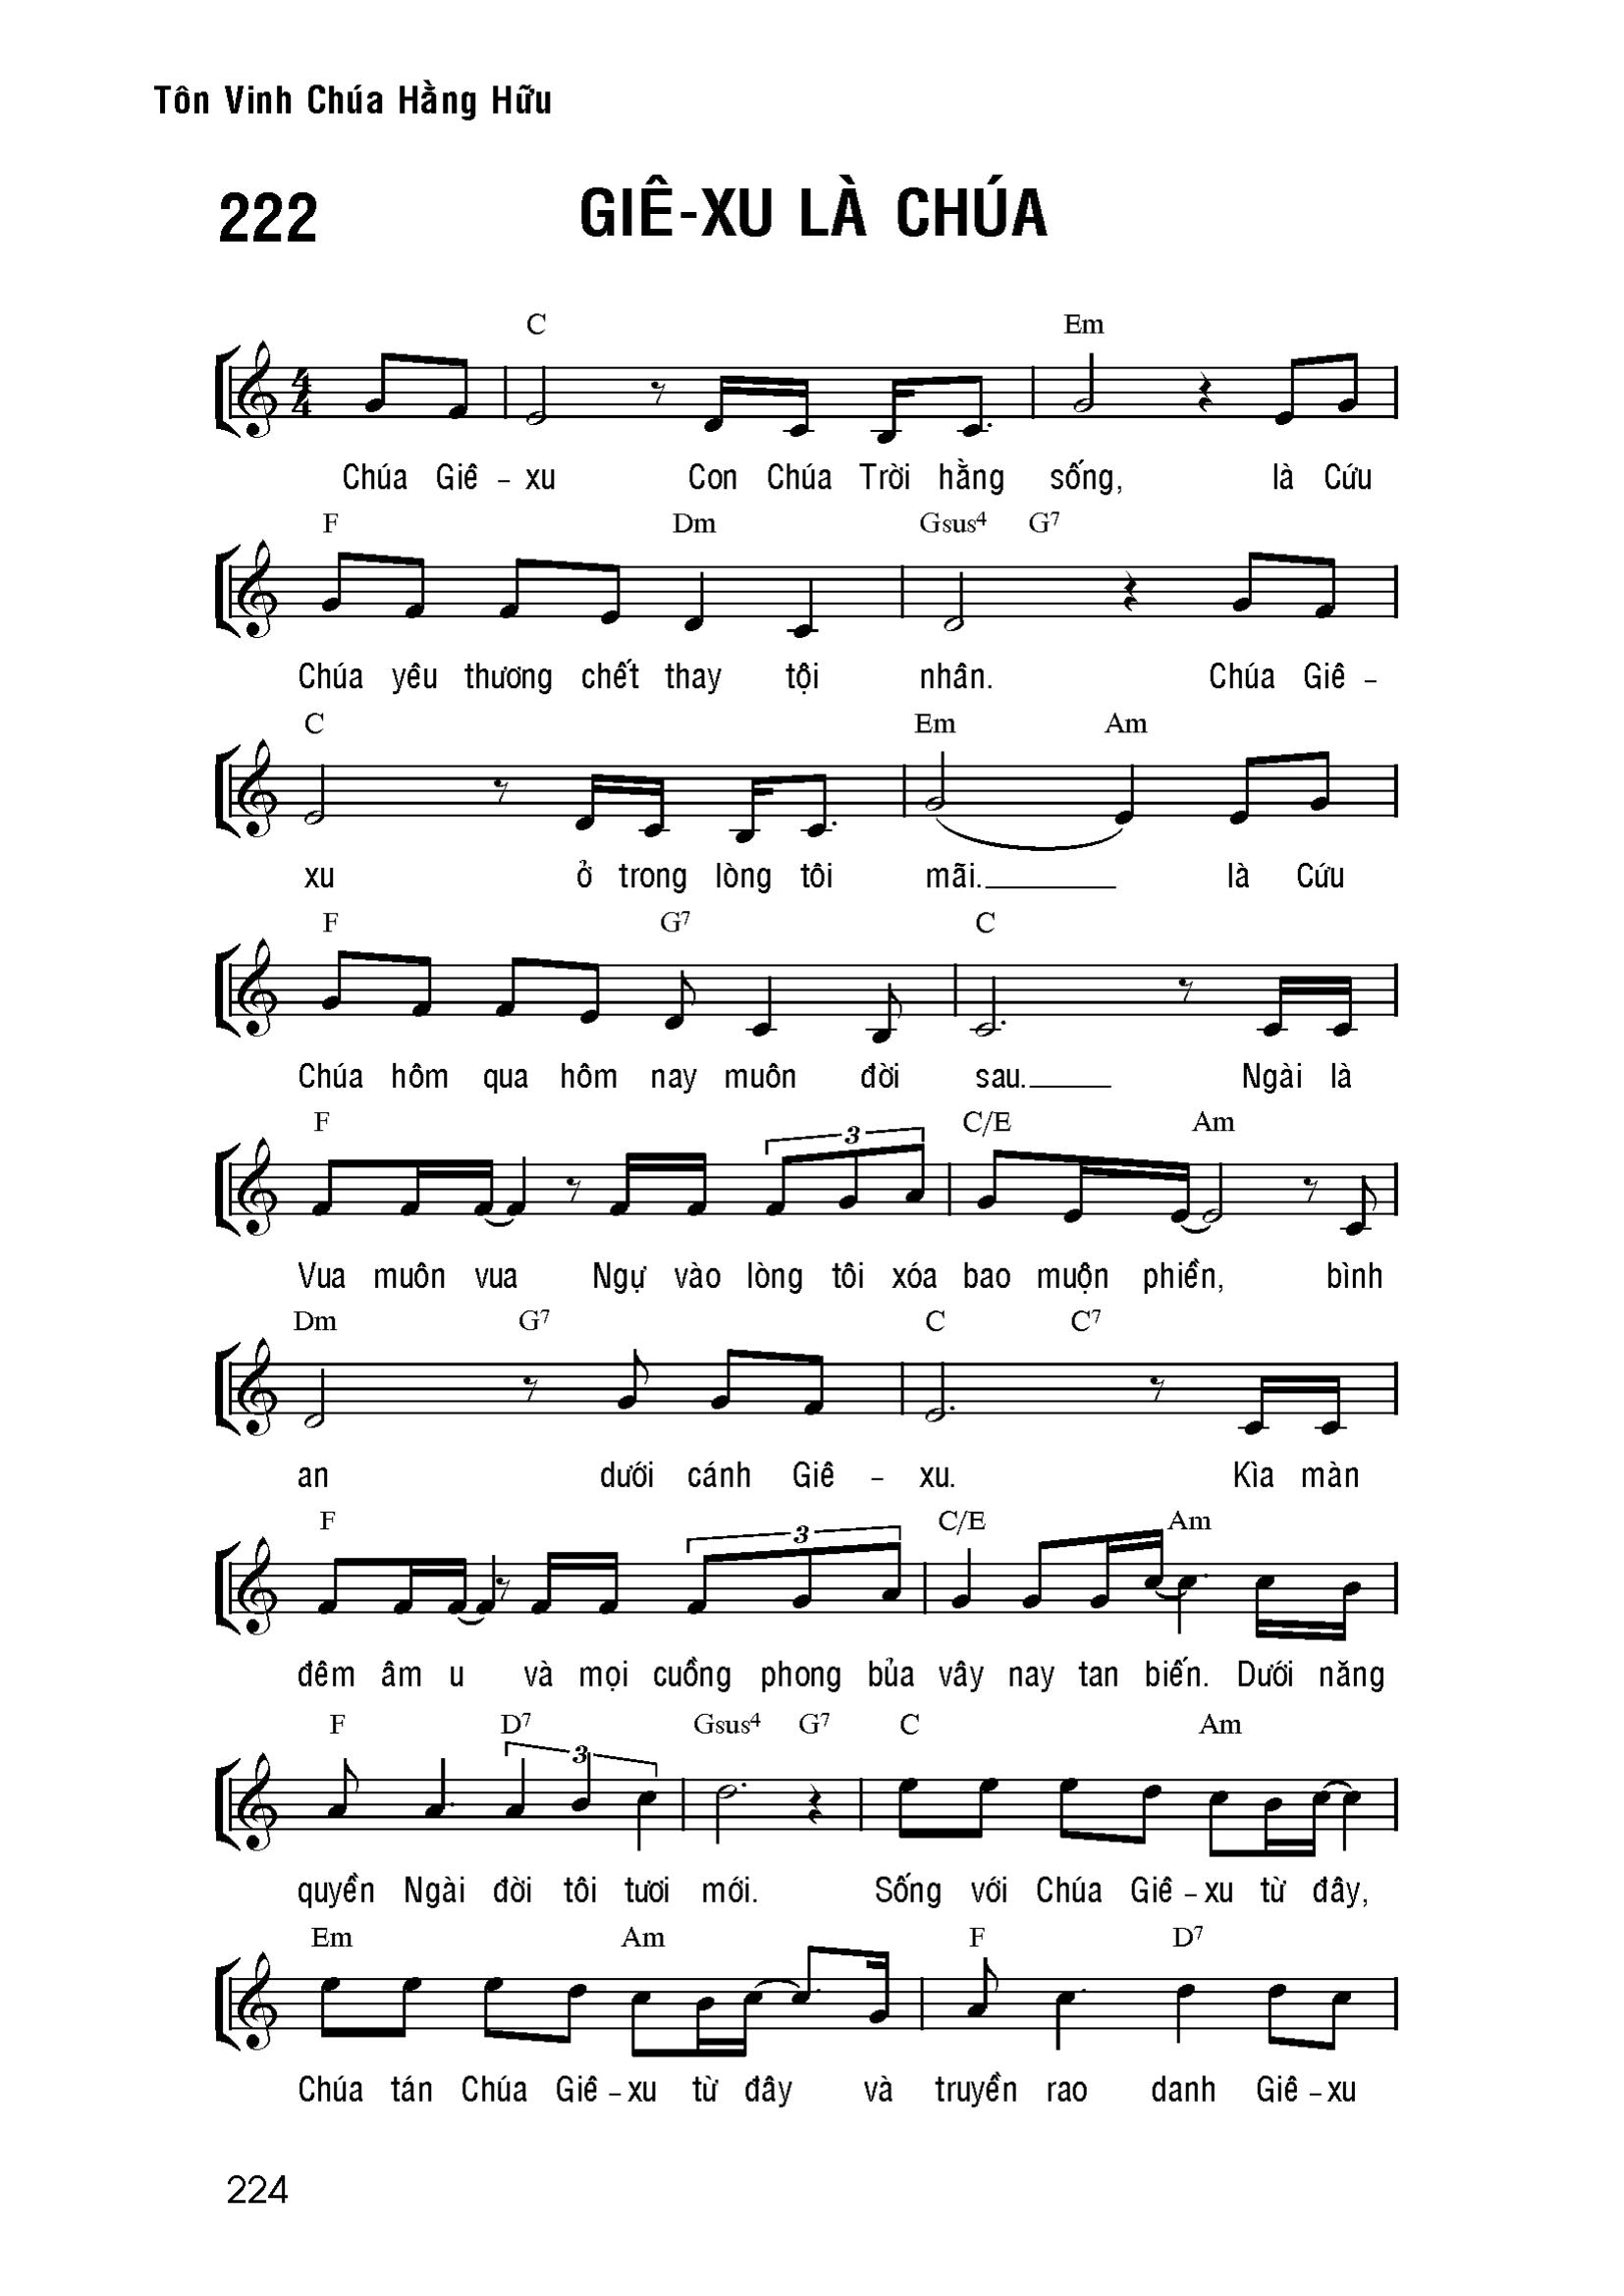 Tôn Vinh Chúa Hằng Hữu
222 GIÊ-XU LÀ CHÚA
C Em
4
4
Chúa Giê – xu Con Chúa Trời hằng sống, là Cứu
F Dm Gsus4 G7
Chúa yêu thương chết thay tội nhân. Chúa Giê –
C Em Am
xu ở trong lòng tôi mãi. là Cứu
F G7 C
Chúa hôm qua hôm nay muôn đời sau. Ngài là
F 3 C/E Am
Vua muôn vua Ngự vào lòng tôi xóa bao muộn phiền, bình
Dm G7 C C7
an dưới cánh Giê – xu. Kìa màn
F 3 C/E Am
đêm âm u và mọi cuồng phong bủa vây nay tan biến. Dưới năng
F D7 3 Gsus4 G7 C Am
quyền Ngài đời tôi tươi mới. Sống với Chúa Giê – xu từ đây,
Em Am F D7
Chúa tán Chúa Giê – xu từ đây và truyền rao danh Giê – xu
224